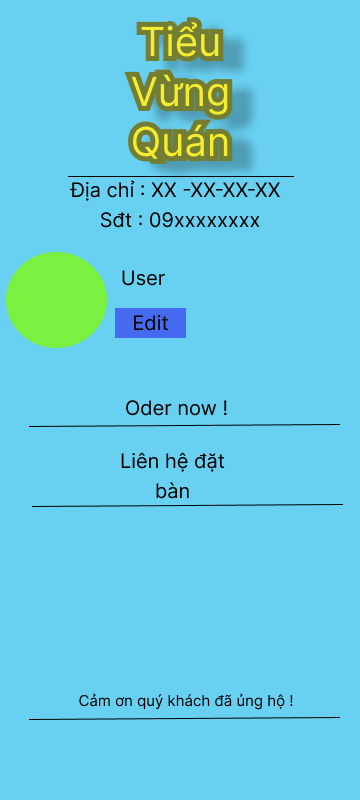 Tiểu
Vừng
Quán
Địa chỉ : XX -XX-XX-XX
Sđt : 09xxxxxxxx
User
Edit
Oder now !
Liên hệ đặt
bàn
Cảm ơn quý khách đã ủng hộ !